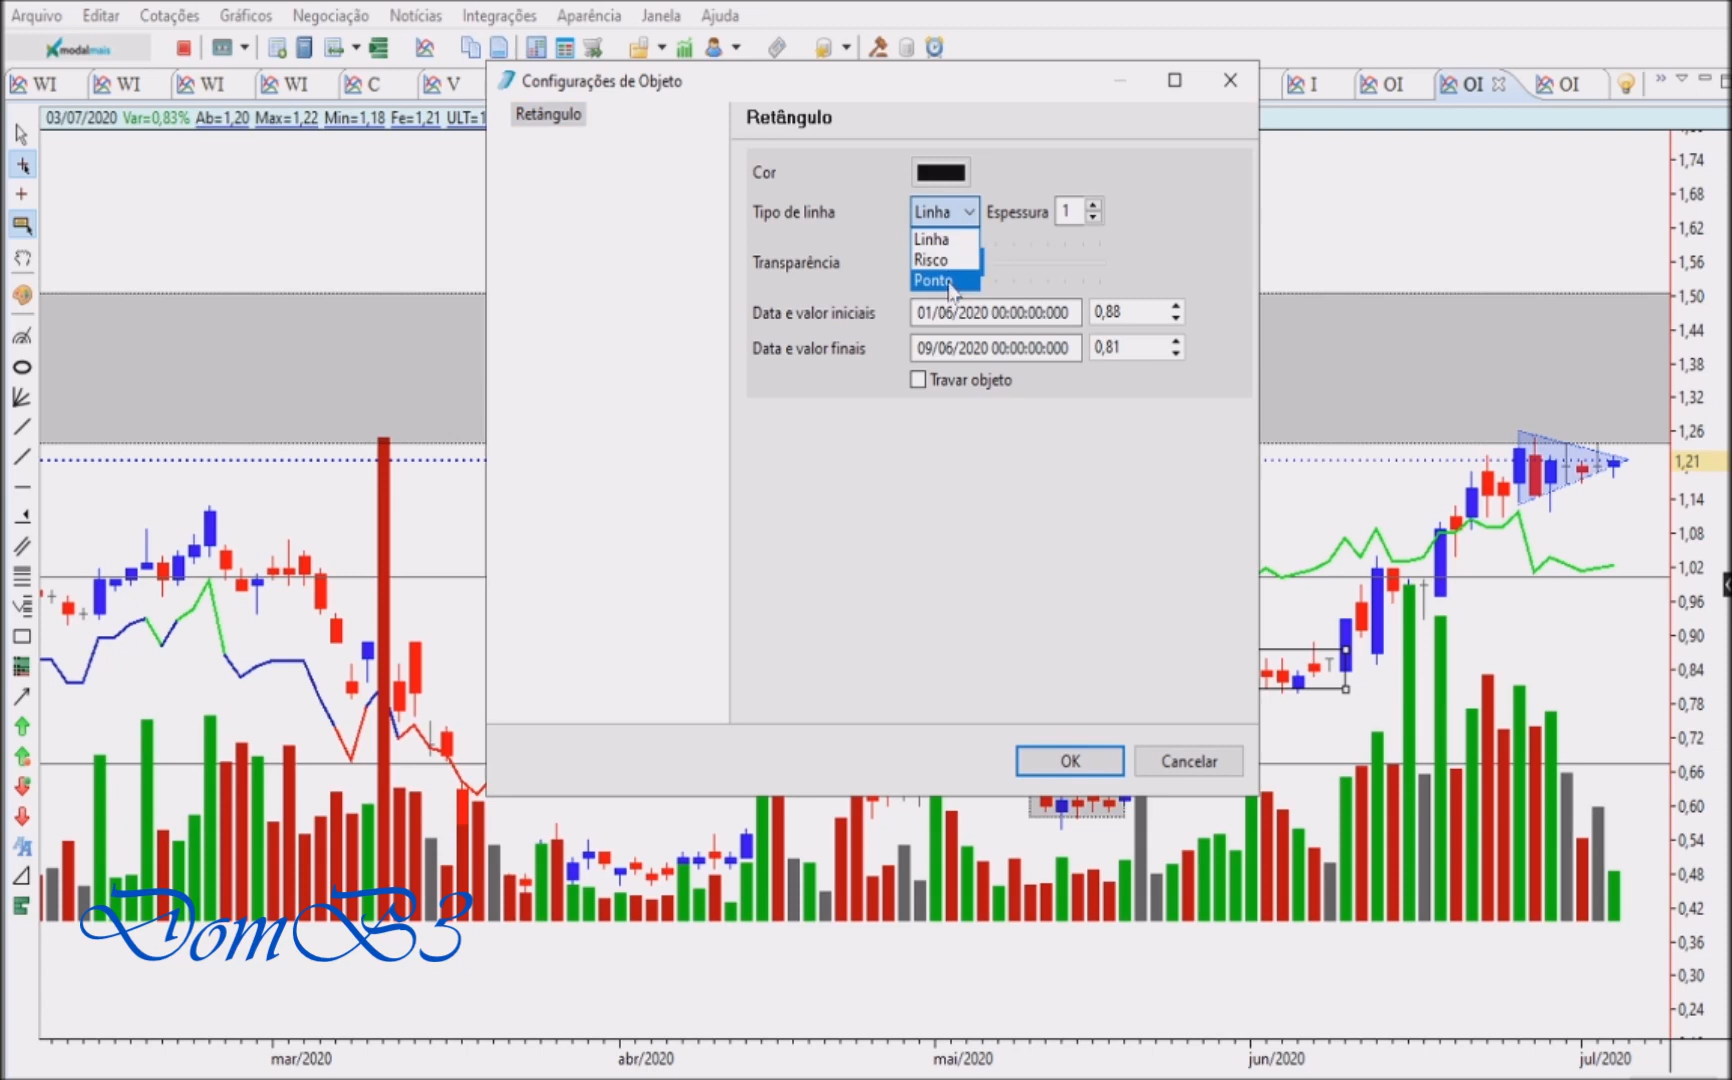 Arquivo Editar Cotações Gráficos Negociação Notícias Integrações Aparência Janela Ajuda
modalmais
WI WI WI WI C V I OI OI OI
Configurações de Objeto
03/07/2020 Var=0,83% Ab=1,20 Max=1,22 Min=1,18 Fe=1,21 ULT=1
Retângulo
Retângulo
Cor
Tipo de linha Linha Espessura 1
Linha
Risco
Ponto
Transparência
Data e valor iniciais 01/06/2020 00:00:00:000 0,88
Data e valor finais 09/06/2020 00:00:00:000 0,81
Travar objeto
OK Cancelar
1,74
1,68
1,62
1,56
1,50
1,44
1,38
1,32
1,26
1,21
1,14
1,08
1,02
0,96
0,90
0,84
0,78
0,72
0,66
0,60
0,54
0,48
0,42
0,36
0,30
0,24
DomB3
mar/2020 abr/2020 mai/2020 jun/2020 jul/2020